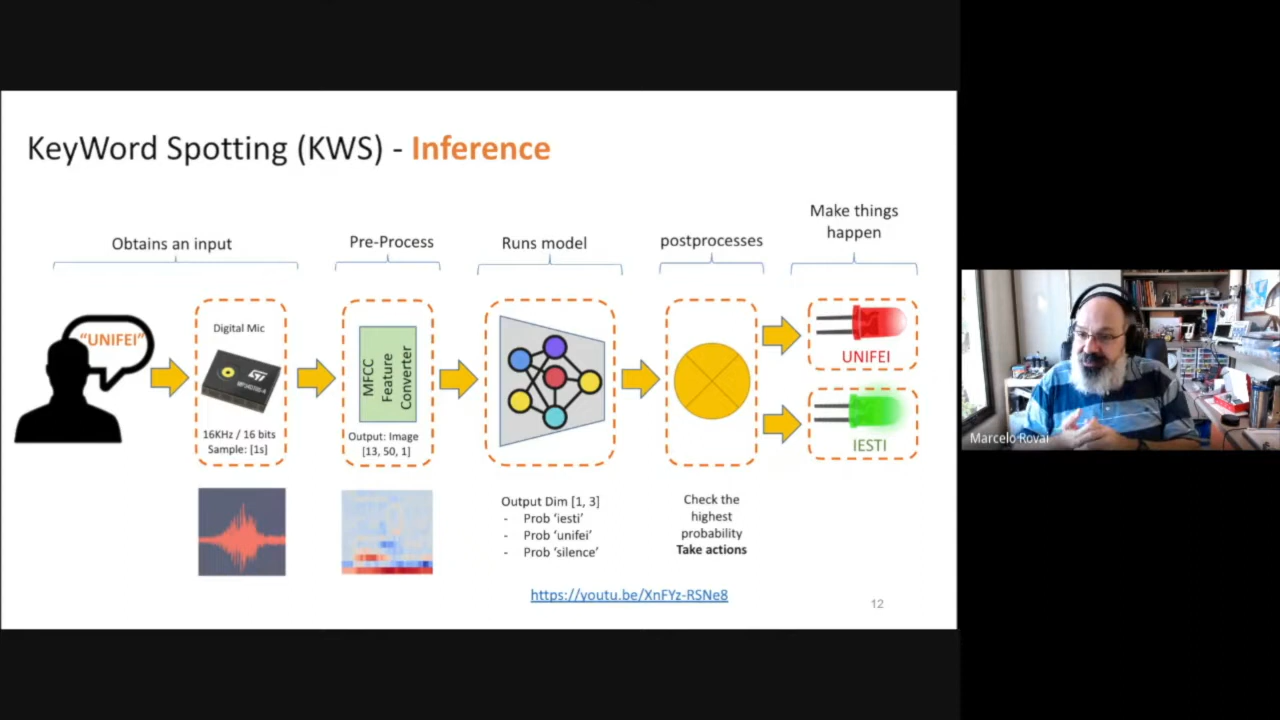 KeyWord Spotting (KWS) - Inference
Make things
happen
Obtains an input
Pre-Process
Runs model
postprocesses
"UNIFEI"
Digital Mic
16KHz / 16 bits
Sample: [1s]
MFCC
Feature
Converter
Output: Image
[13, 50, 1]
UNIFEI
IESTI
Output Dim [1, 3]
- Prob 'iesti'
- Prob 'unifei'
- Prob 'silence'
Check the
highest
probability
Take actions
https://youtu.be/XnFYz-RSNe8
12
Marcelo Rovai